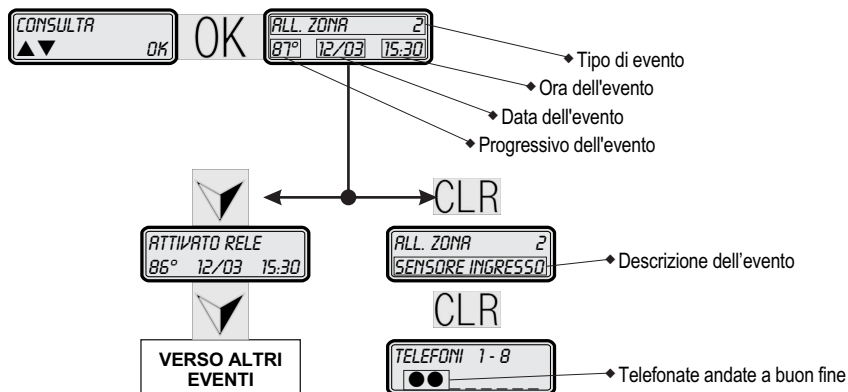 CONSULTA
▲▼ OK
OK
ALL. ZONA 2
87° 12/03 15:30
Tipo di evento
Ora dell'evento
Data dell'evento
Progressivo dell'evento
CLR
ATTIVATO RELE
86° 12/03 15:30
ALL. ZONA 2
SENSORE INGRESSO
Descrizione dell'evento
CLR
VERSO ALTRI
EVENTI
TELEFONI 1-8
●●_ _ _ _ _ _
Telefonate andate a buon fine